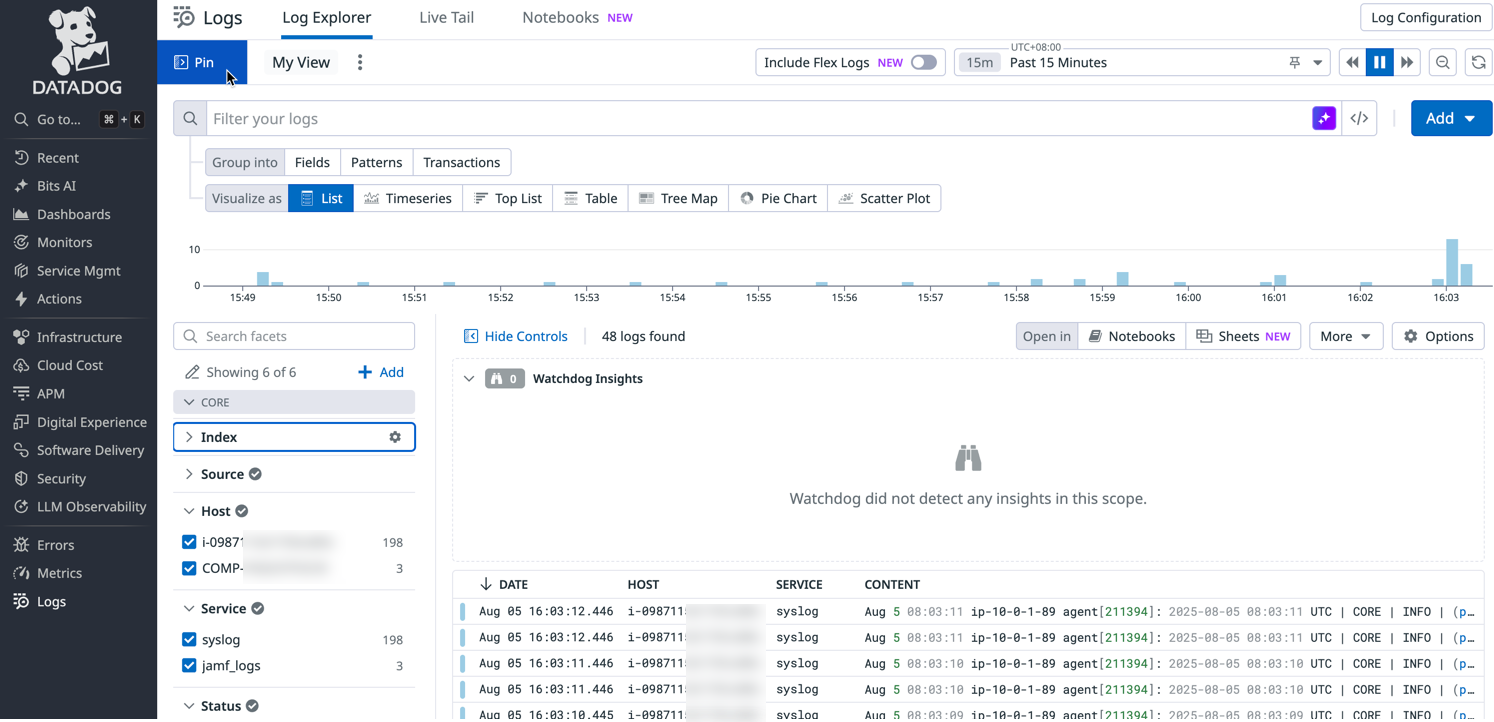 DATADOG
Go to... ⌘ + K
Recent
Bits AI
Dashboards
Monitors
Service Mgmt
Actions
Infrastructure
Cloud Cost
APM
Digital Experience
Software Delivery
Security
LLM Observability
Errors
Metrics
Logs
Logs Log Explorer Live Tail Notebooks NEW Log Configuration
Pin My View Include Flex Logs NEW 15m UTC+08:00 Past 15 Minutes
Filter your logs </> Add
Group into Fields Patterns Transactions
Visualize as List Timeseries Top List Table Tree Map Pie Chart Scatter Plot
10
0
15:49 15:50 15:51 15:52 15:53 15:54 15:55 15:56 15:57 15:58 15:59 16:00 16:01 16:02 16:03
Search facets
Showing 6 of 6 + Add
CORE
Index
Source
Host
i-0987 198
COMP- 3
Service
syslog 198
jamf_logs 3
Status
Hide Controls 48 logs found Open in Notebooks Sheets NEW More Options
0 Watchdog Insights
Watchdog did not detect any insights in this scope.
DATE HOST SERVICE CONTENT
Aug 05 16:03:12.446 i-098711 syslog Aug 5 08:03:11 ip-10-0-1-89 agent[211394]: 2025-08-05 08:03:11 UTC | CORE | INFO | (p…
Aug 05 16:03:12.446 i-098711 syslog Aug 5 08:03:11 ip-10-0-1-89 agent[211394]: 2025-08-05 08:03:11 UTC | CORE | INFO | (p…
Aug 05 16:03:11.446 i-098711 syslog Aug 5 08:03:10 ip-10-0-1-89 agent[211394]: 2025-08-05 08:03:10 UTC | CORE | INFO | (p…
Aug 05 16:03:11.446 i-098711 syslog Aug 5 08:03:10 ip-10-0-1-89 agent[211394]: 2025-08-05 08:03:10 UTC | CORE | INFO | (p…
Aug 05 16:03:10.445 i-098711 syslog Aug 5 08:03:09 ip-10-0-1-89 agent[211394]: 2025-08-05 08:03:09 UTC | CORE | INFO | (p…